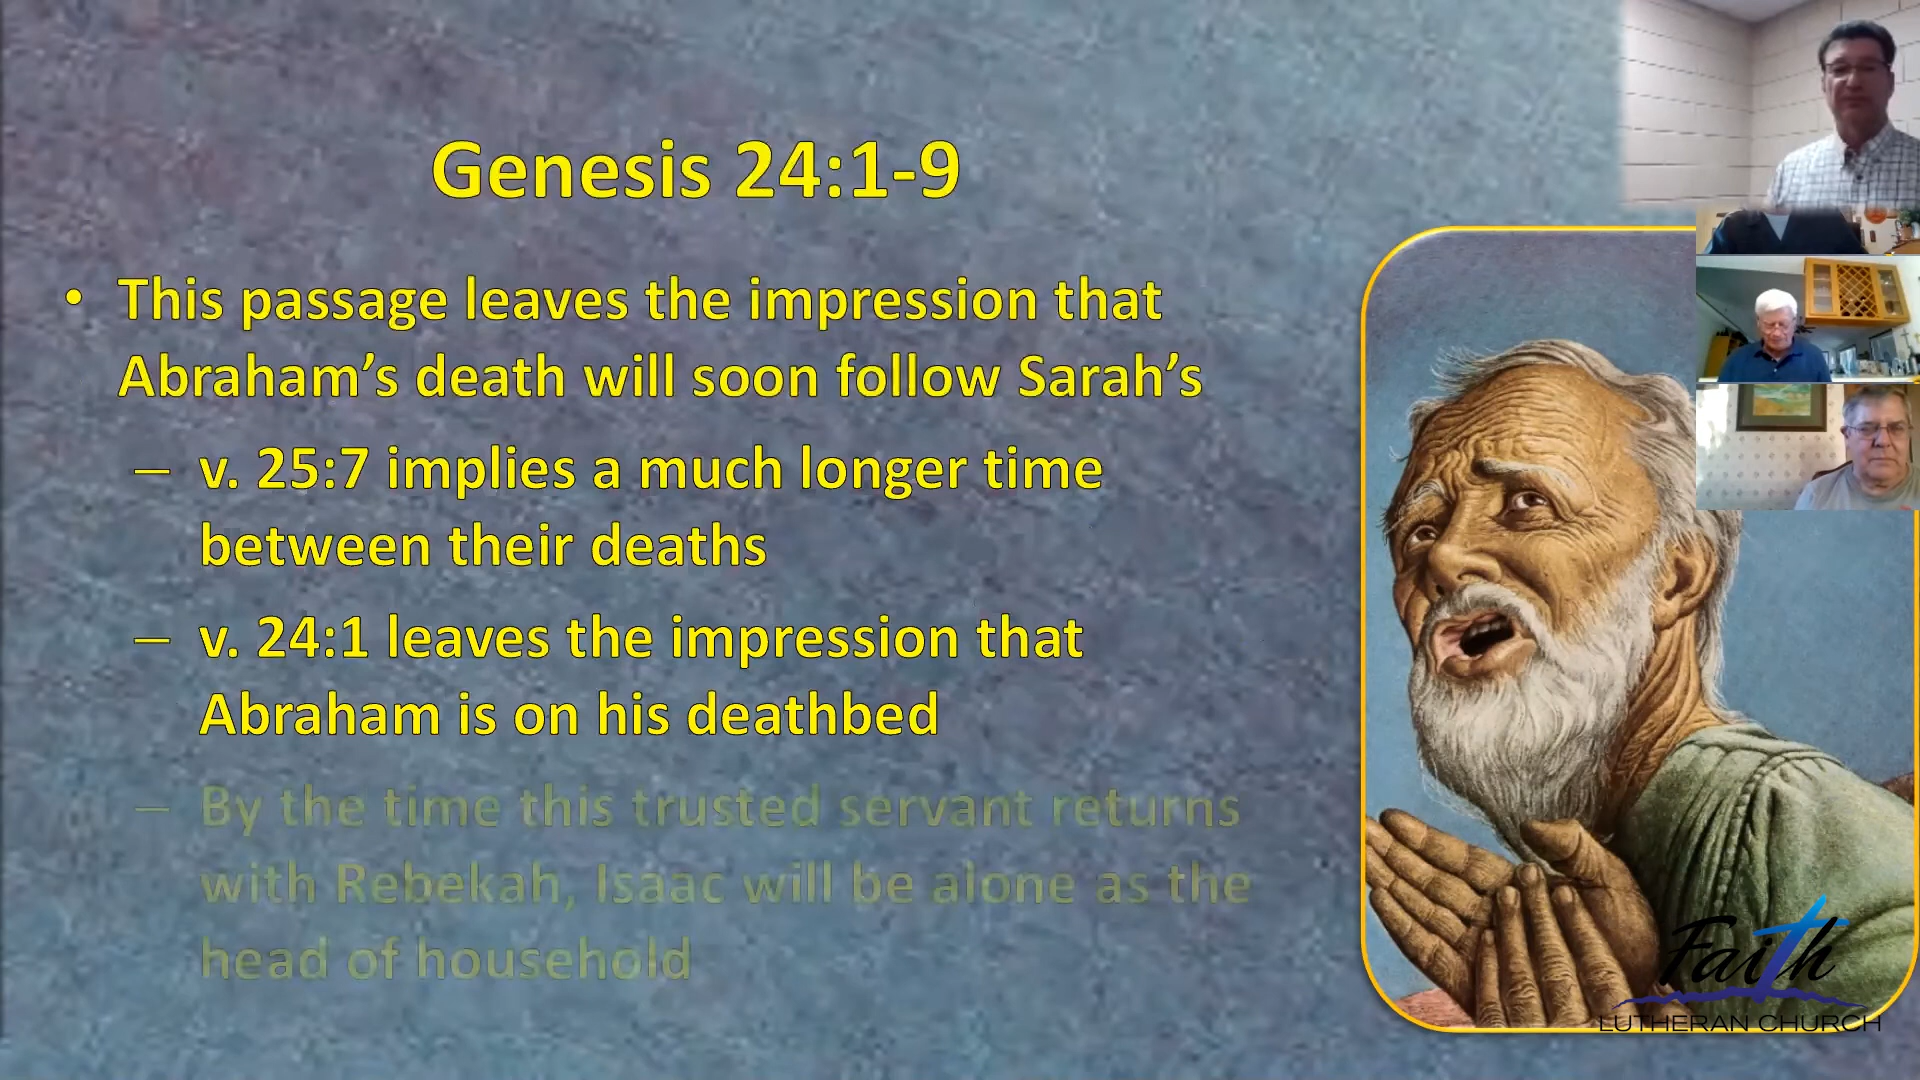 Genesis 24:1-9
• This passage leaves the impression that
Abraham’s death will soon follow Sarah’s
– v. 25:7 implies a much longer time
between their deaths
– v. 24:1 leaves the impression that
Abraham is on his deathbed
– By the time this trusted servant returns
with Rebekah, Isaac will be alone as the
head of household
Faith
LUTHERAN CHURCH